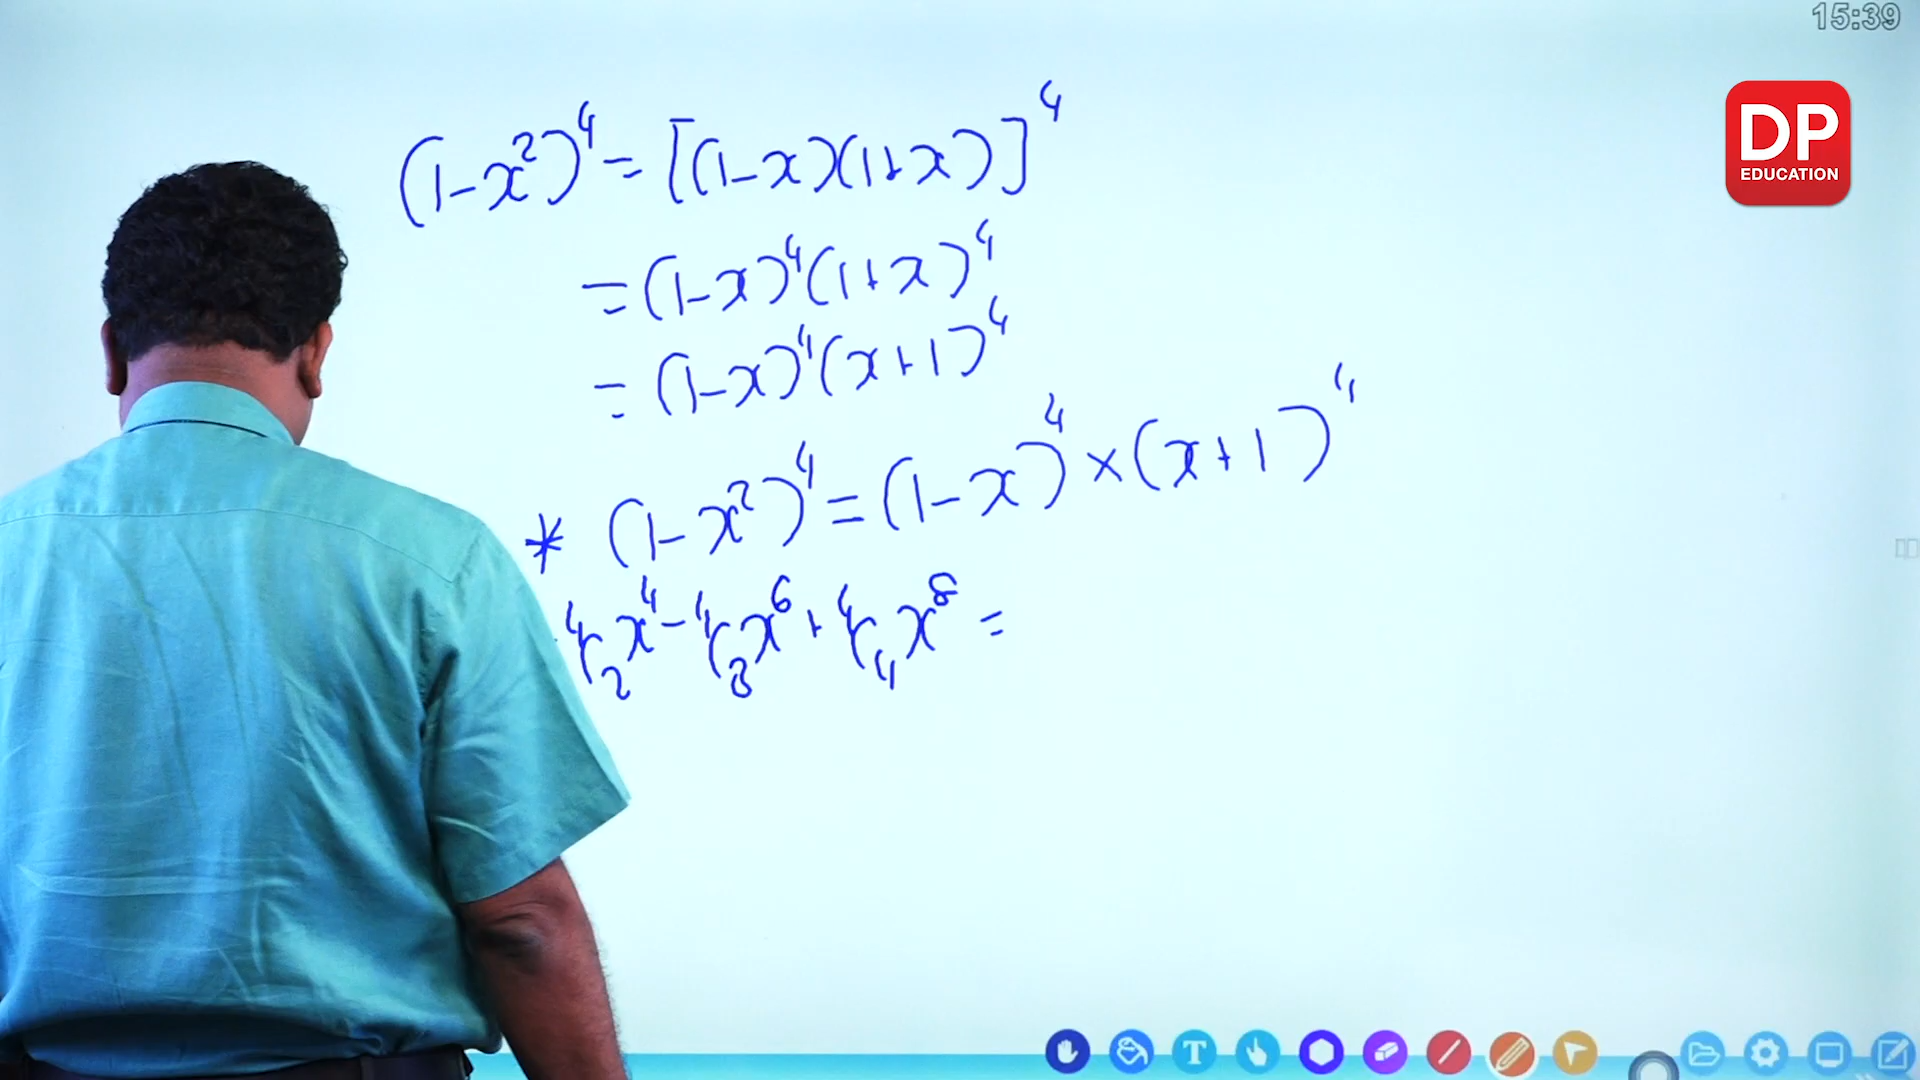 15:39
DP
EDUCATION
(1-x²)⁴ = [(1-x)(1+x)]⁴
= (1-x)⁴(1+x)⁴
= (1-x)⁴(x+1)⁴
* (1-x²)⁴ = (1-x)⁴ × (x+1)⁴
⁴C₂x⁴ - ⁴C₃x⁶ + ⁴C₄x⁸ =
T